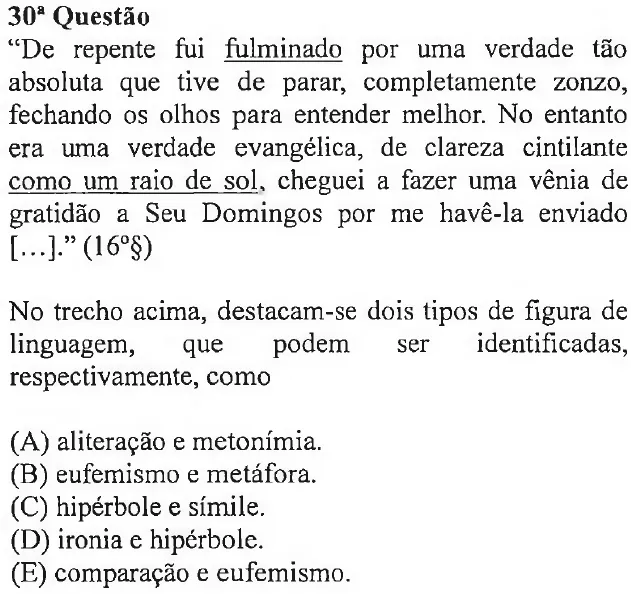 30ª Questão
“De repente fui fulminado por uma verdade tão
absoluta que tive de parar, completamente zonzo,
fechando os olhos para entender melhor. No entanto
era uma verdade evangélica, de clareza cintilante
como um raio de sol, cheguei a fazer uma vênia de
gratidão a Seu Domingos por me havê-la enviado
[...].” (16º§)
No trecho acima, destacam-se dois tipos de figura de
linguagem, que podem ser identificadas,
respectivamente, como
(A) aliteração e metonímia.
(B) eufemismo e metáfora.
(C) hipérbole e símile.
(D) ironia e hipérbole.
(E) comparação e eufemismo.